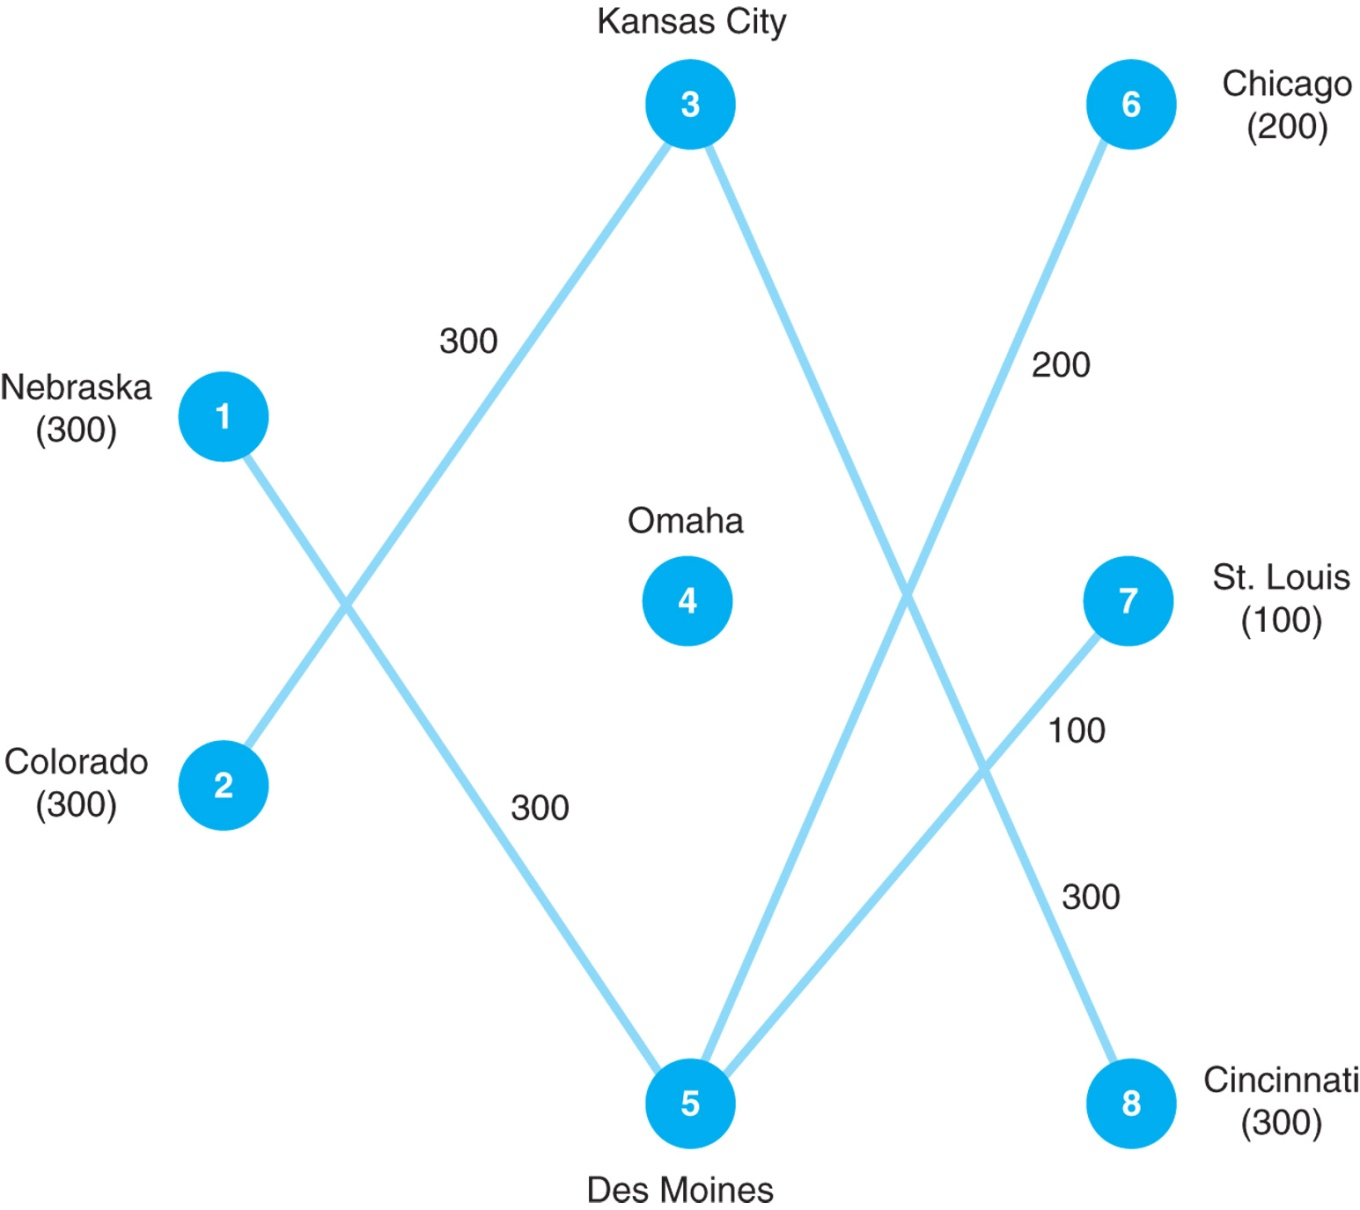 Kansas City
3
6
Chicago
(200)
300
200
Nebraska
(300)
1
Omaha
4
7
St. Louis
(100)
100
Colorado
(300)
2
300
300
5
8
Cincinnati
(300)
Des Moines